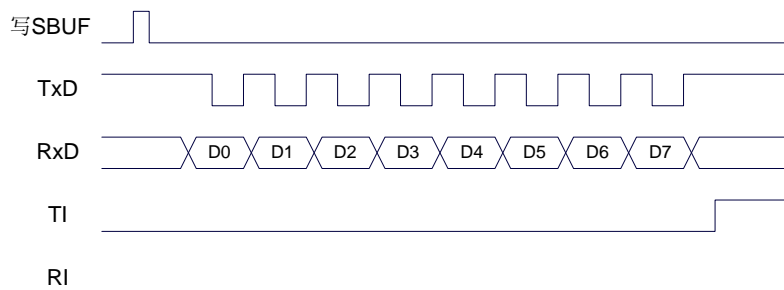 写SBUF
TxD
RxD D0 D1 D2 D3 D4 D5 D6 D7
TI
RI